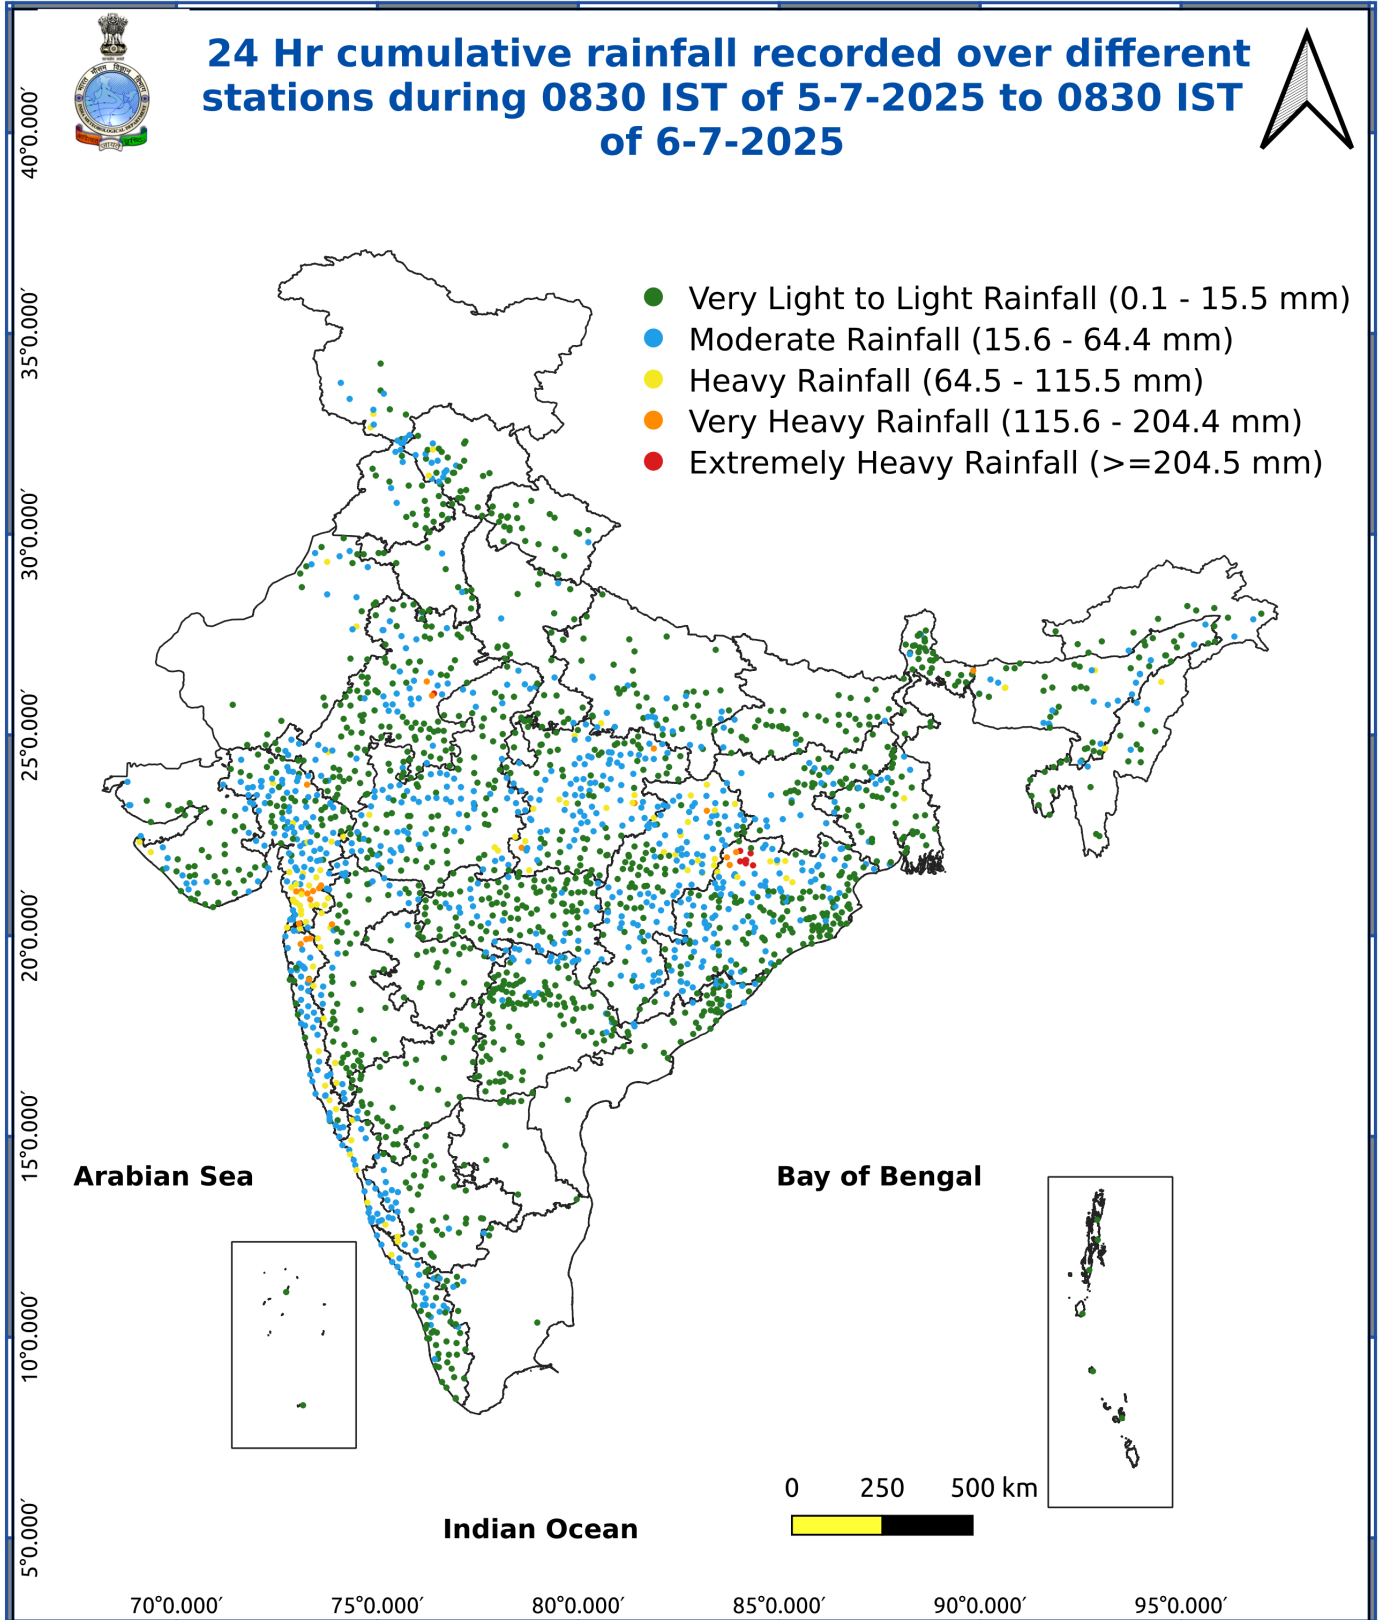 24 Hr cumulative rainfall recorded over different
stations during 0830 IST of 5-7-2025 to 0830 IST
of 6-7-2025
Very Light to Light Rainfall (0.1 - 15.5 mm)
Moderate Rainfall (15.6 - 64.4 mm)
Heavy Rainfall (64.5 - 115.5 mm)
Very Heavy Rainfall (115.6 - 204.4 mm)
Extremely Heavy Rainfall (>=204.5 mm)
40°0.000′
35°0.000′
30°0.000′
25°0.000′
20°0.000′
15°0.000′
10°0.000′
5°0.000′
Arabian Sea
Bay of Bengal
Indian Ocean
0 250 500 km
70°0.000′ 75°0.000′ 80°0.000′ 85°0.000′ 90°0.000′ 95°0.000′